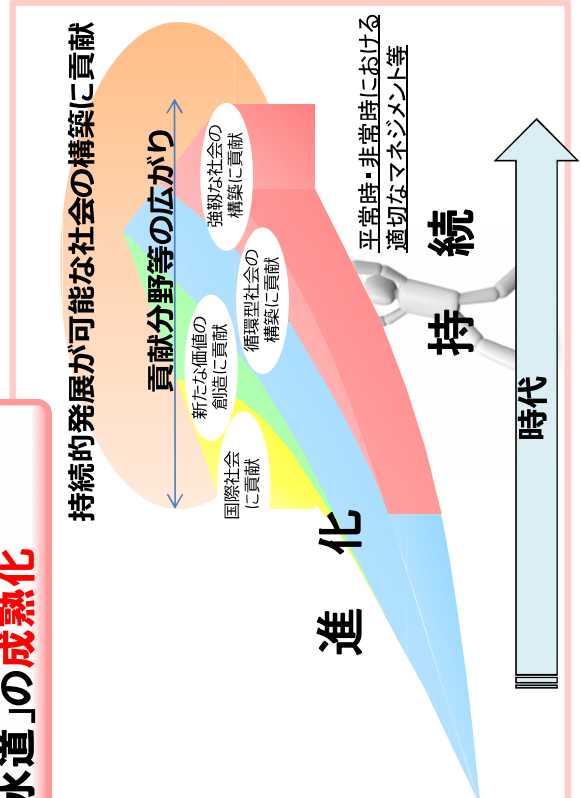 水道」の成熟化
持続的発展が可能な社会の構築に貢献
貢献分野等の広がり
国際社会
に貢献
新たな価値の
創造に貢献
循環型社会の
構築に貢献
強靱な社会の
構築に貢献
進化
持続
平常時・非常時における
適切なマネジメント等
時代